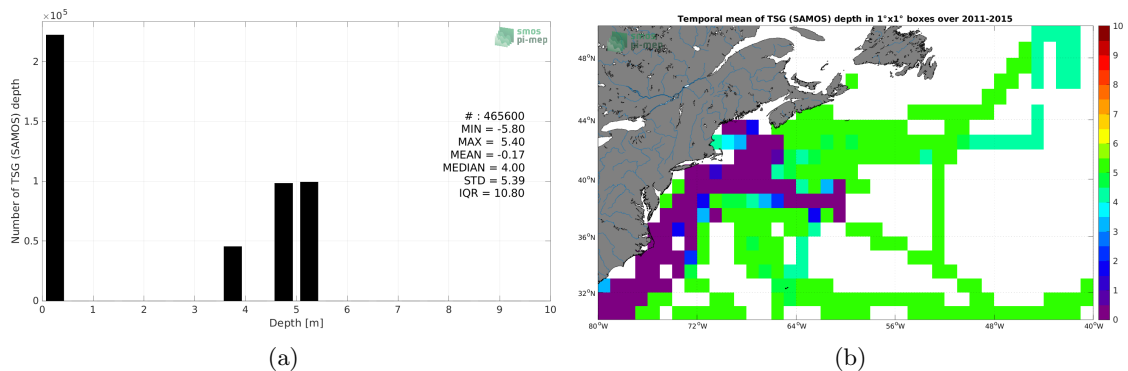 ×10⁵
2
1.5
1
0.5
0
Number of TSG (SAMOS) depth
0 1 2 3 4 5 6 7 8 9 10
Depth [m]
smos
pi-mep
# : 465600
MIN = -5.80
MAX = 5.40
MEAN = -0.17
MEDIAN = 4.00
STD = 5.39
IQR = 10.80
(a)
Temporal mean of TSG (SAMOS) depth in 1°x1° boxes over 2011-2015
smos
pi-mep
48°N
44°N
40°N
36°N
32°N
80°W 72°W 64°W 56°W 48°W 40°W
10
9
8
7
6
5
4
3
2
1
0
(b)